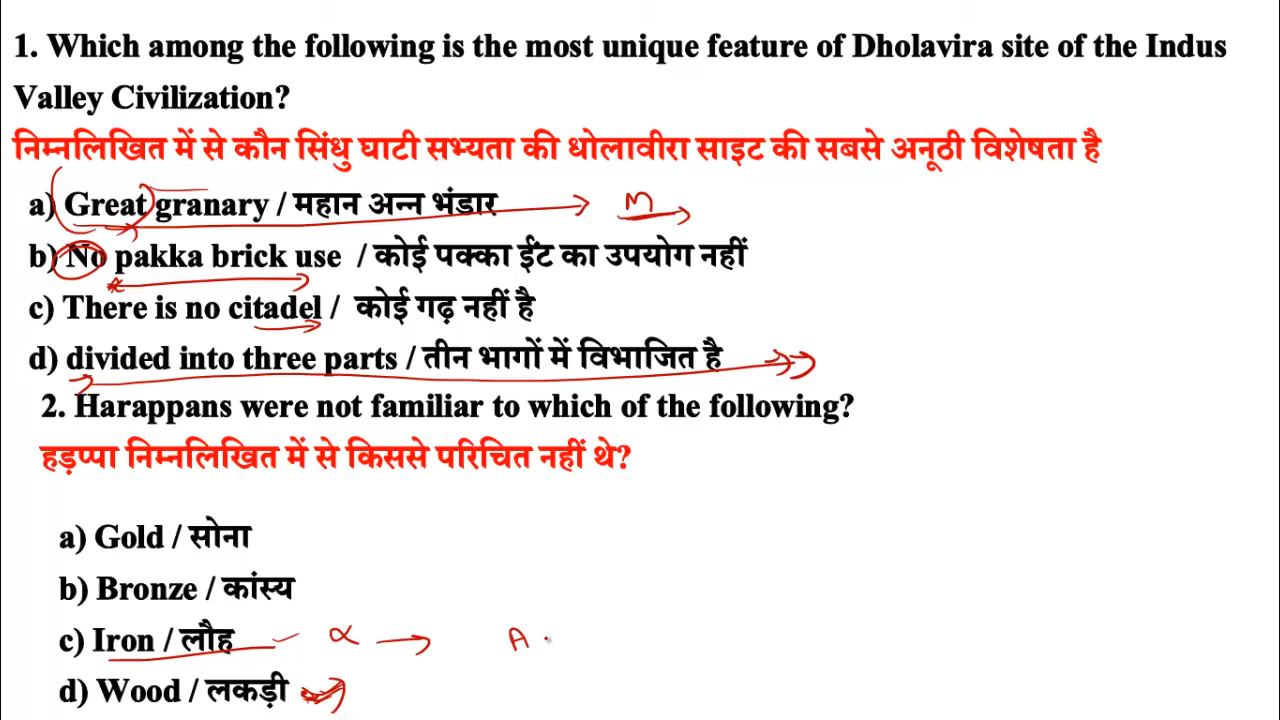 1. Which among the following is the most unique feature of Dholavira site of the Indus
Valley Civilization?
निम्नलिखित में से कौन सिंधु घाटी सभ्यता की धोलावीरा साइट की सबसे अनूठी विशेषता है
a) Great granary / महान अन्न भंडार M
b) No pakka brick use / कोई पक्का ईंट का उपयोग नहीं
c) There is no citadel / कोई गढ़ नहीं है
d) divided into three parts / तीन भागों में विभाजित है
2. Harappans were not familiar to which of the following?
हड़प्पा निम्नलिखित में से किससे परिचित नहीं थे?
a) Gold / सोना
b) Bronze / कांस्य
c) Iron / लौह A
d) Wood / लकड़ी